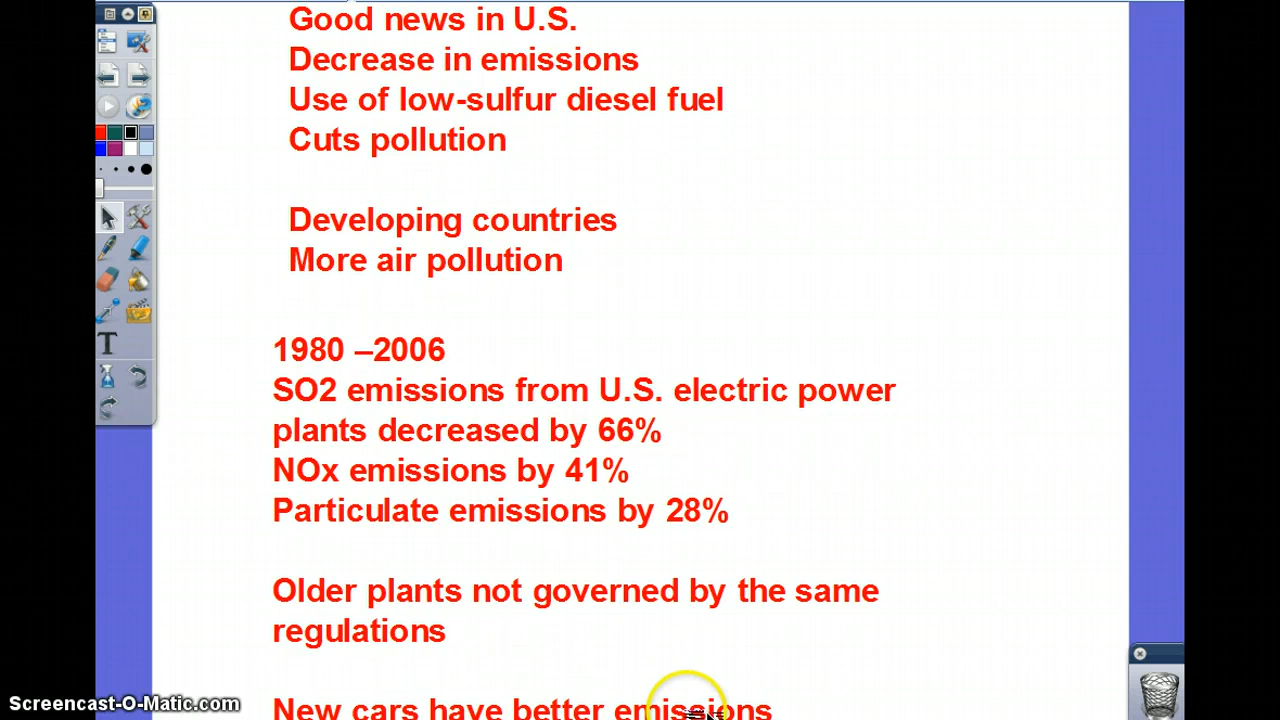 Good news in U.S.
Decrease in emissions
Use of low-sulfur diesel fuel
Cuts pollution
Developing countries
More air pollution
1980 –2006
SO2 emissions from U.S. electric power
plants decreased by 66%
NOx emissions by 41%
Particulate emissions by 28%
Older plants not governed by the same
regulations
New cars have better emissions
T
Screencast-O-Matic.com